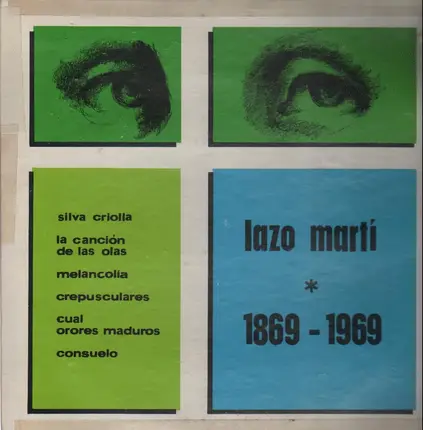 silva criolla
la canción
de las olas
melancolia
crepusculares
cual
orores maduros
consuelo
lazo martí
*
1869 - 1969